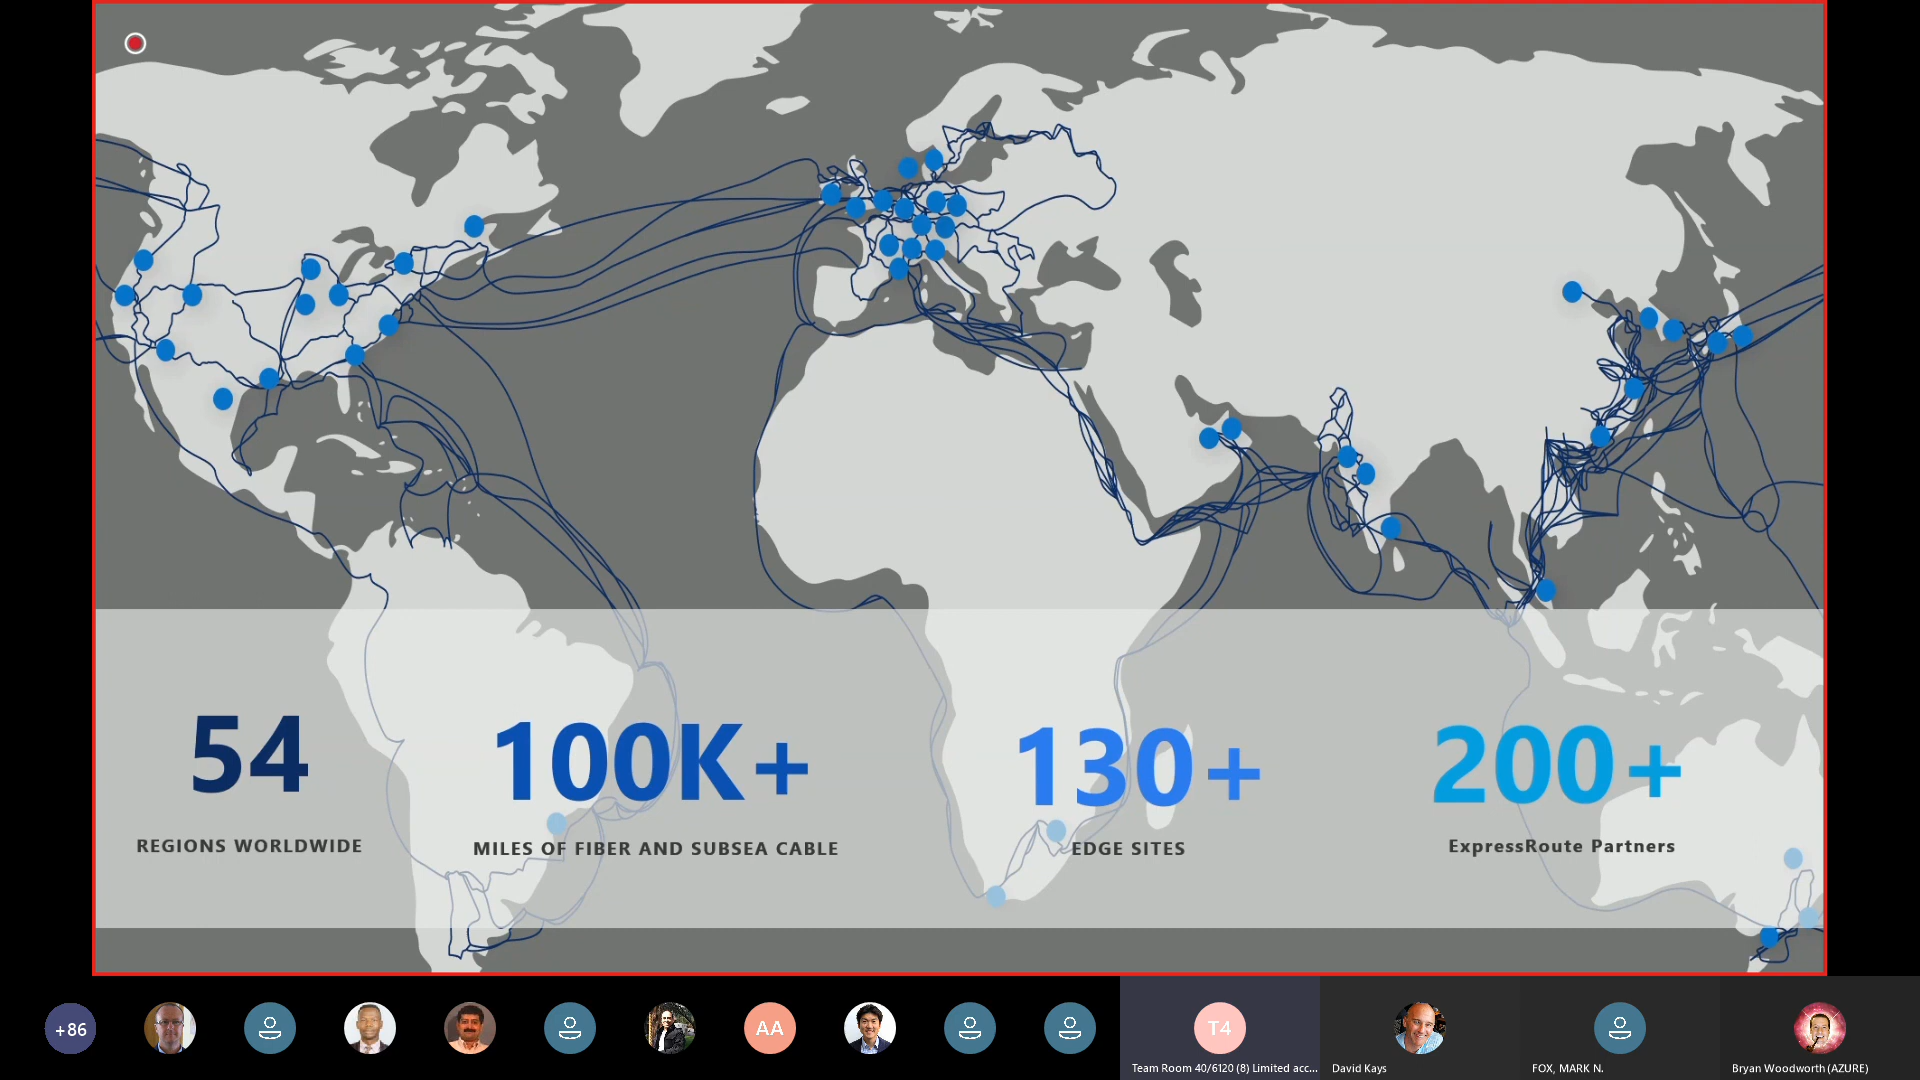 54
REGIONS WORLDWIDE
100K+
MILES OF FIBER AND SUBSEA CABLE
130+
EDGE SITES
200+
ExpressRoute Partners
+86
AA
T4
Team Room 40/6120 (8) Limited acc...
David Kays
FOX, MARK N.
Bryan Woodworth (AZURE)